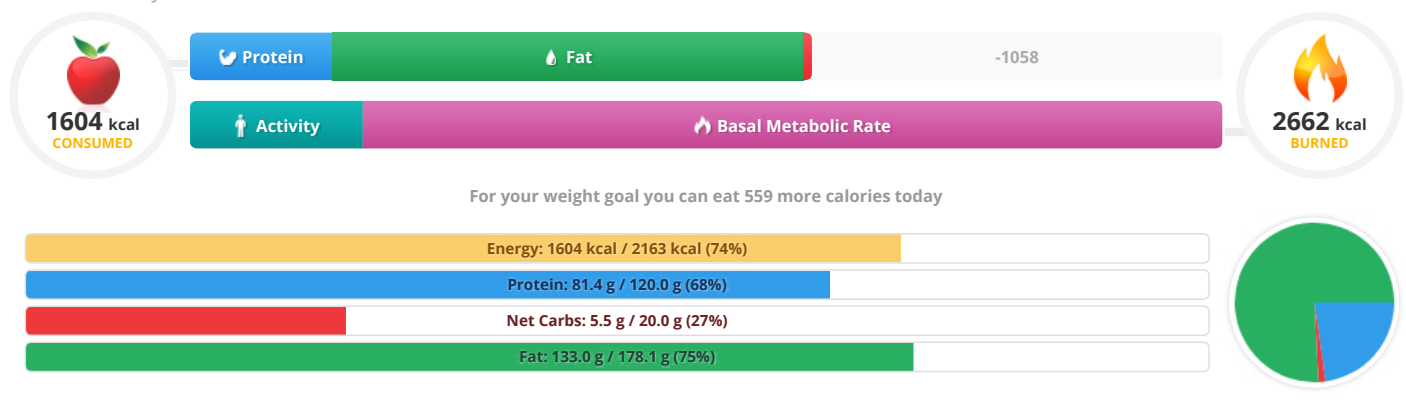 Protein
Fat
-1058
1604 kcal
CONSUMED
Activity
Basal Metabolic Rate
2662 kcal
BURNED
For your weight goal you can eat 559 more calories today
Energy: 1604 kcal / 2163 kcal (74%)
Protein: 81.4 g / 120.0 g (68%)
Net Carbs: 5.5 g / 20.0 g (27%)
Fat: 133.0 g / 178.1 g (75%)